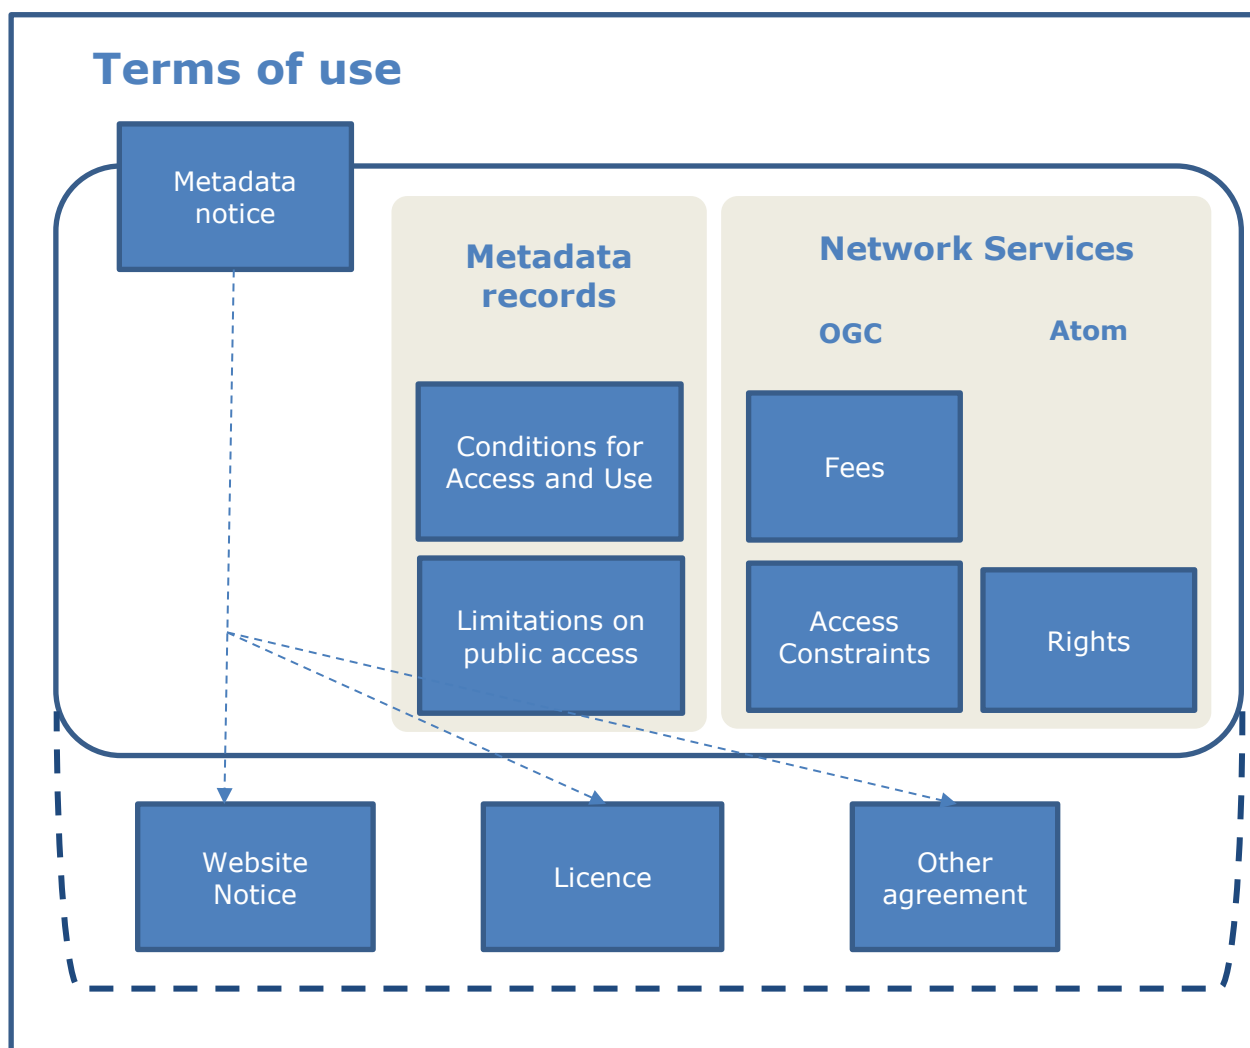 Terms of use
Metadata
notice
Metadata
records
Network Services
OGC
Atom
Conditions for
Access and Use
Fees
Limitations on
public access
Access
Constraints
Rights
Website
Notice
Licence
Other
agreement